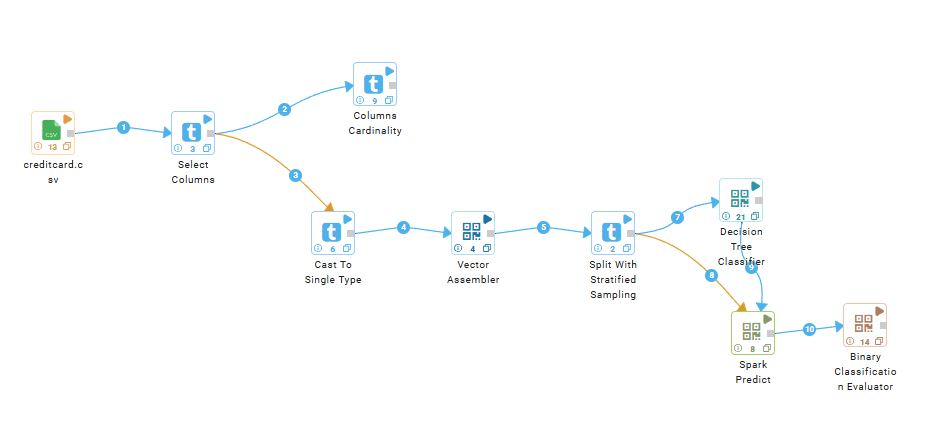 t
9
2
Columns
Cardinality
CSV
13
1
t
3
creditcard.c
sv
Select
Columns
3
21
7
Decision
Tree
Classifier
t
6
4
4
5
t
2
Cast To
Single Type
Vector
Assembler
Split With
Stratified
Sampling
8
9
8
10
14
Spark
Predict
Binary
Classificatio
n Evaluator